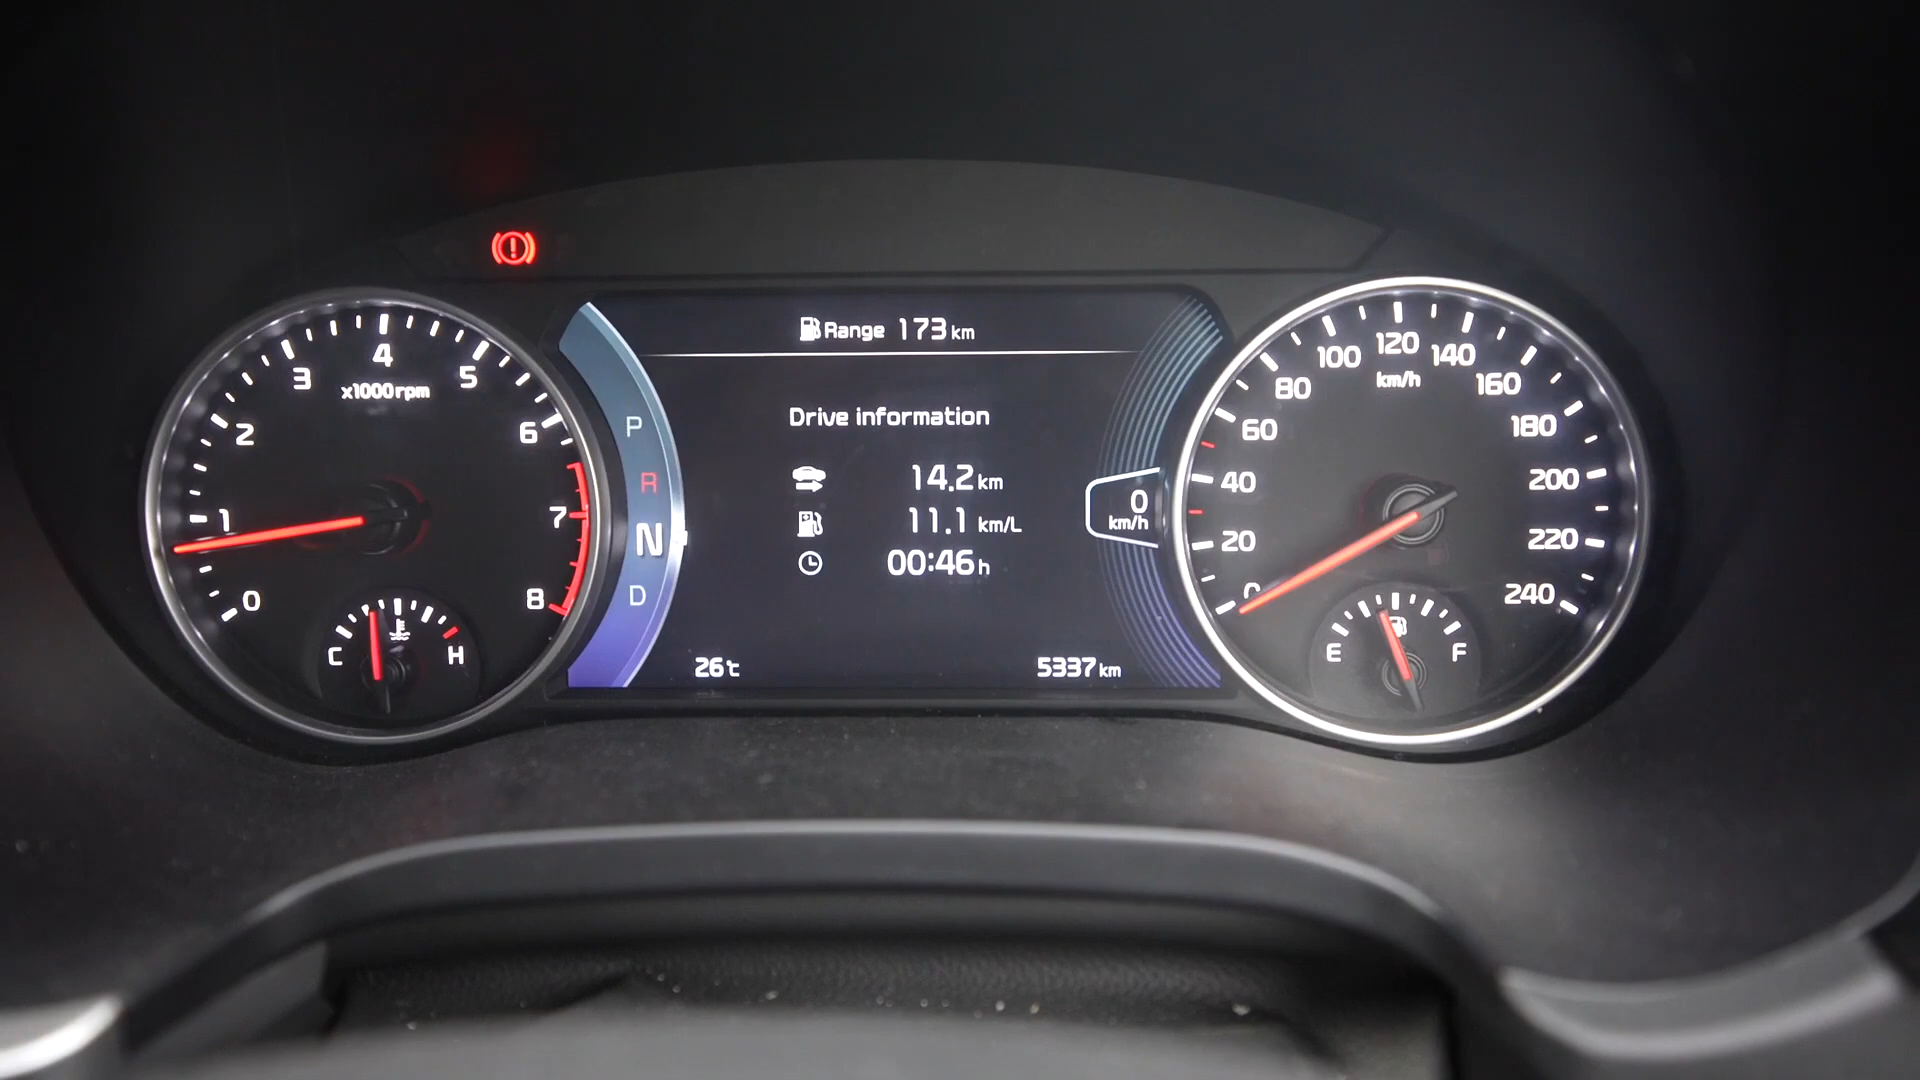 Range 173 km
Drive information
14.2 km
11.1 km/L
00:46 h
26℃
5337 km
P
R
N
D
0
km/h
0
1
2
3
4
5
6
7
8
x1000rpm
C
H
0
20
40
60
80
100
120
140
160
180
200
220
240
km/h
E
F